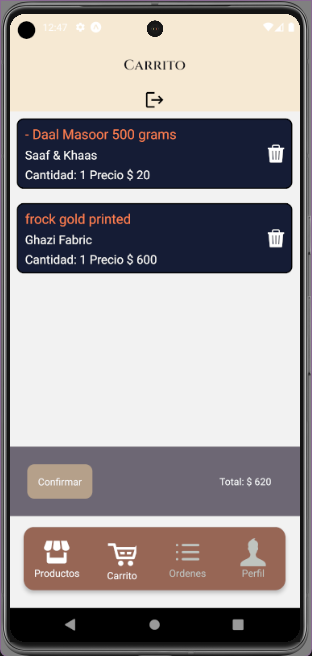 12:47
Carrito
- Daal Masoor 500 grams
Saaf & Khaas
Cantidad: 1 Precio $ 20
frock gold printed
Ghazi Fabric
Cantidad: 1 Precio $ 600
Confirmar
Total: $ 620
Productos
Carrito
Ordenes
Perfil